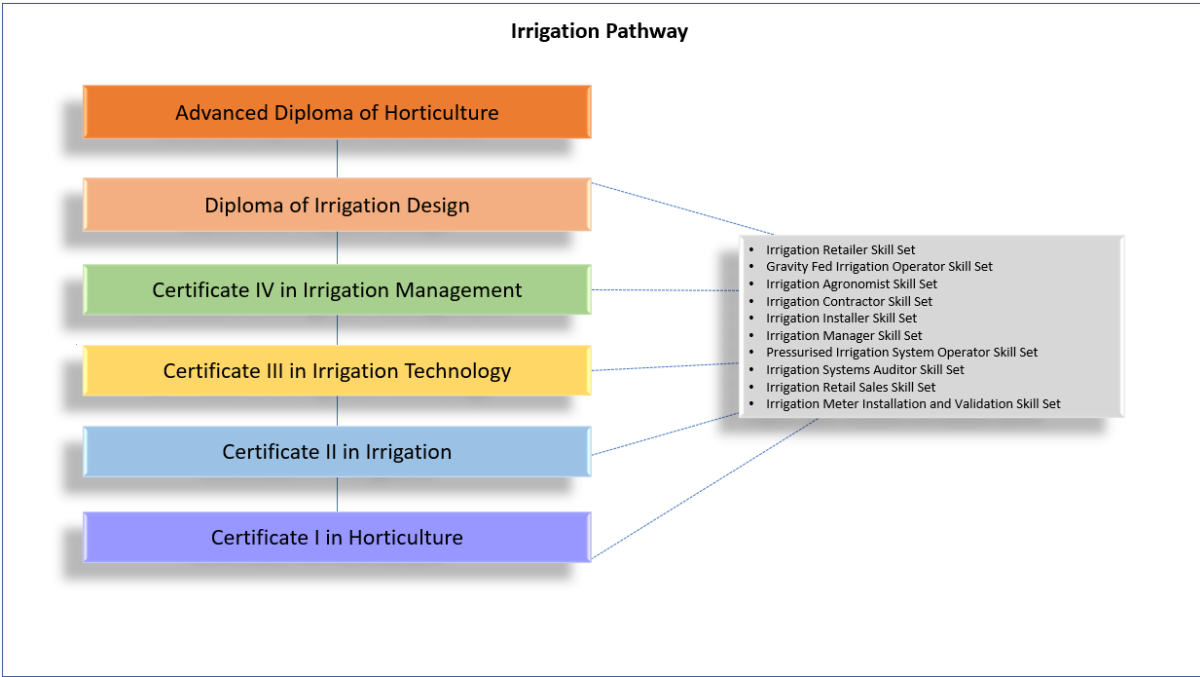 Irrigation Pathway
Advanced Diploma of Horticulture
Diploma of Irrigation Design
Certificate IV in Irrigation Management
Certificate III in Irrigation Technology
Certificate II in Irrigation
Certificate I in Horticulture
• Irrigation Retailer Skill Set
• Gravity Fed Irrigation Operator Skill Set
• Irrigation Agronomist Skill Set
• Irrigation Contractor Skill Set
• Irrigation Installer Skill Set
• Irrigation Manager Skill Set
• Pressurised Irrigation System Operator Skill Set
• Irrigation Systems Auditor Skill Set
• Irrigation Retail Sales Skill Set
• Irrigation Meter Installation and Validation Skill Set